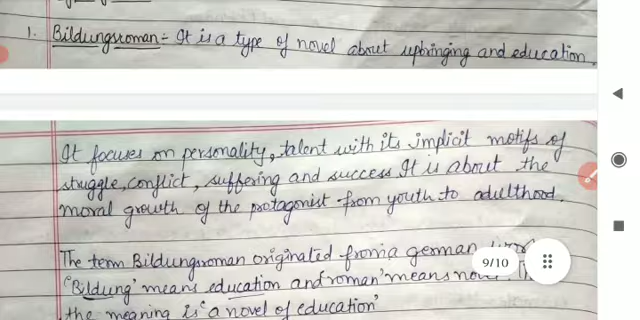 1. Bildungsroman:- It is a type of novel about upbringing and education.
It focuses on personality, talent with its implicit motifs of
struggle, conflict, suffering and success. It is about the
moral growth of the protagonist from youth to adulthood.
The term Bildungsroman originated from a german
"Bildung" means education and roman' means
the meaning is 'a novel of education'
9/10